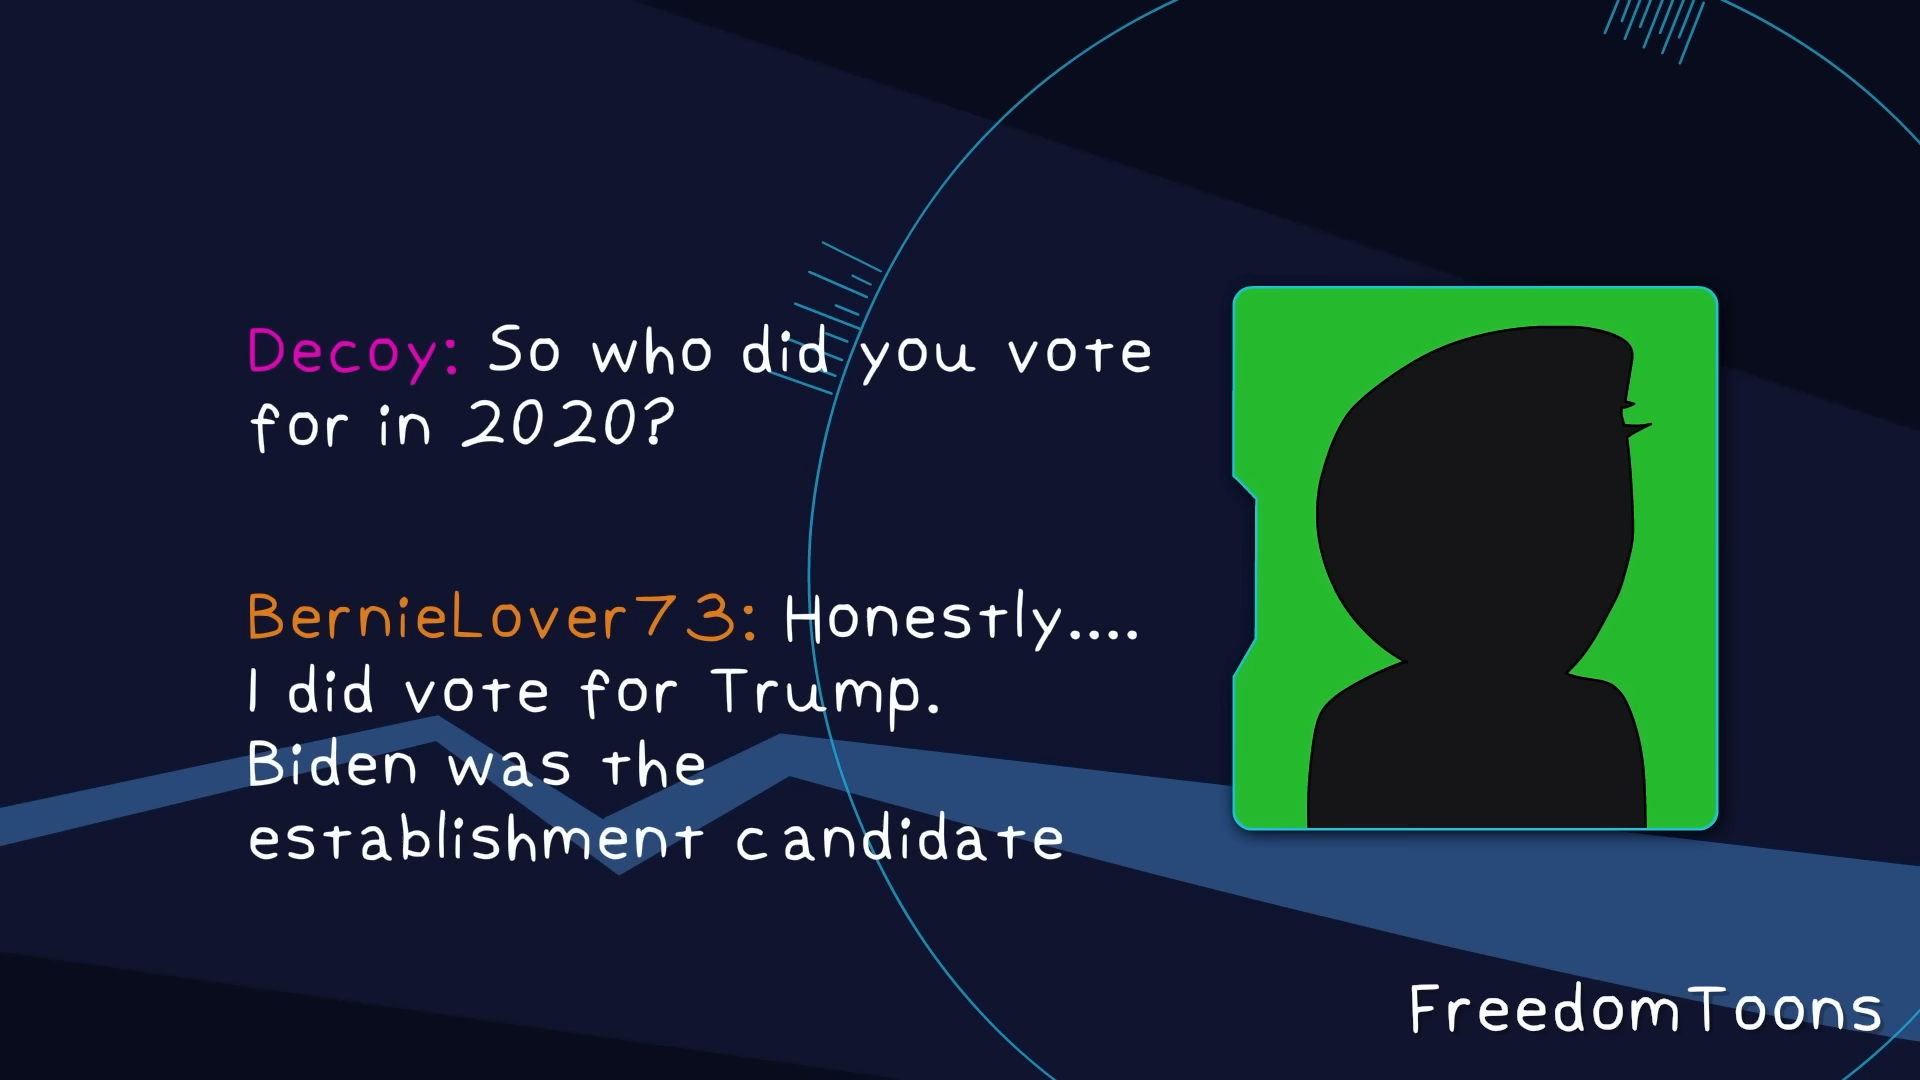 Decoy: So who did you vote
for in 2020?
BernieLover73: Honestly....
I did vote for Trump.
Biden was the
establishment candidate
FreedomToons